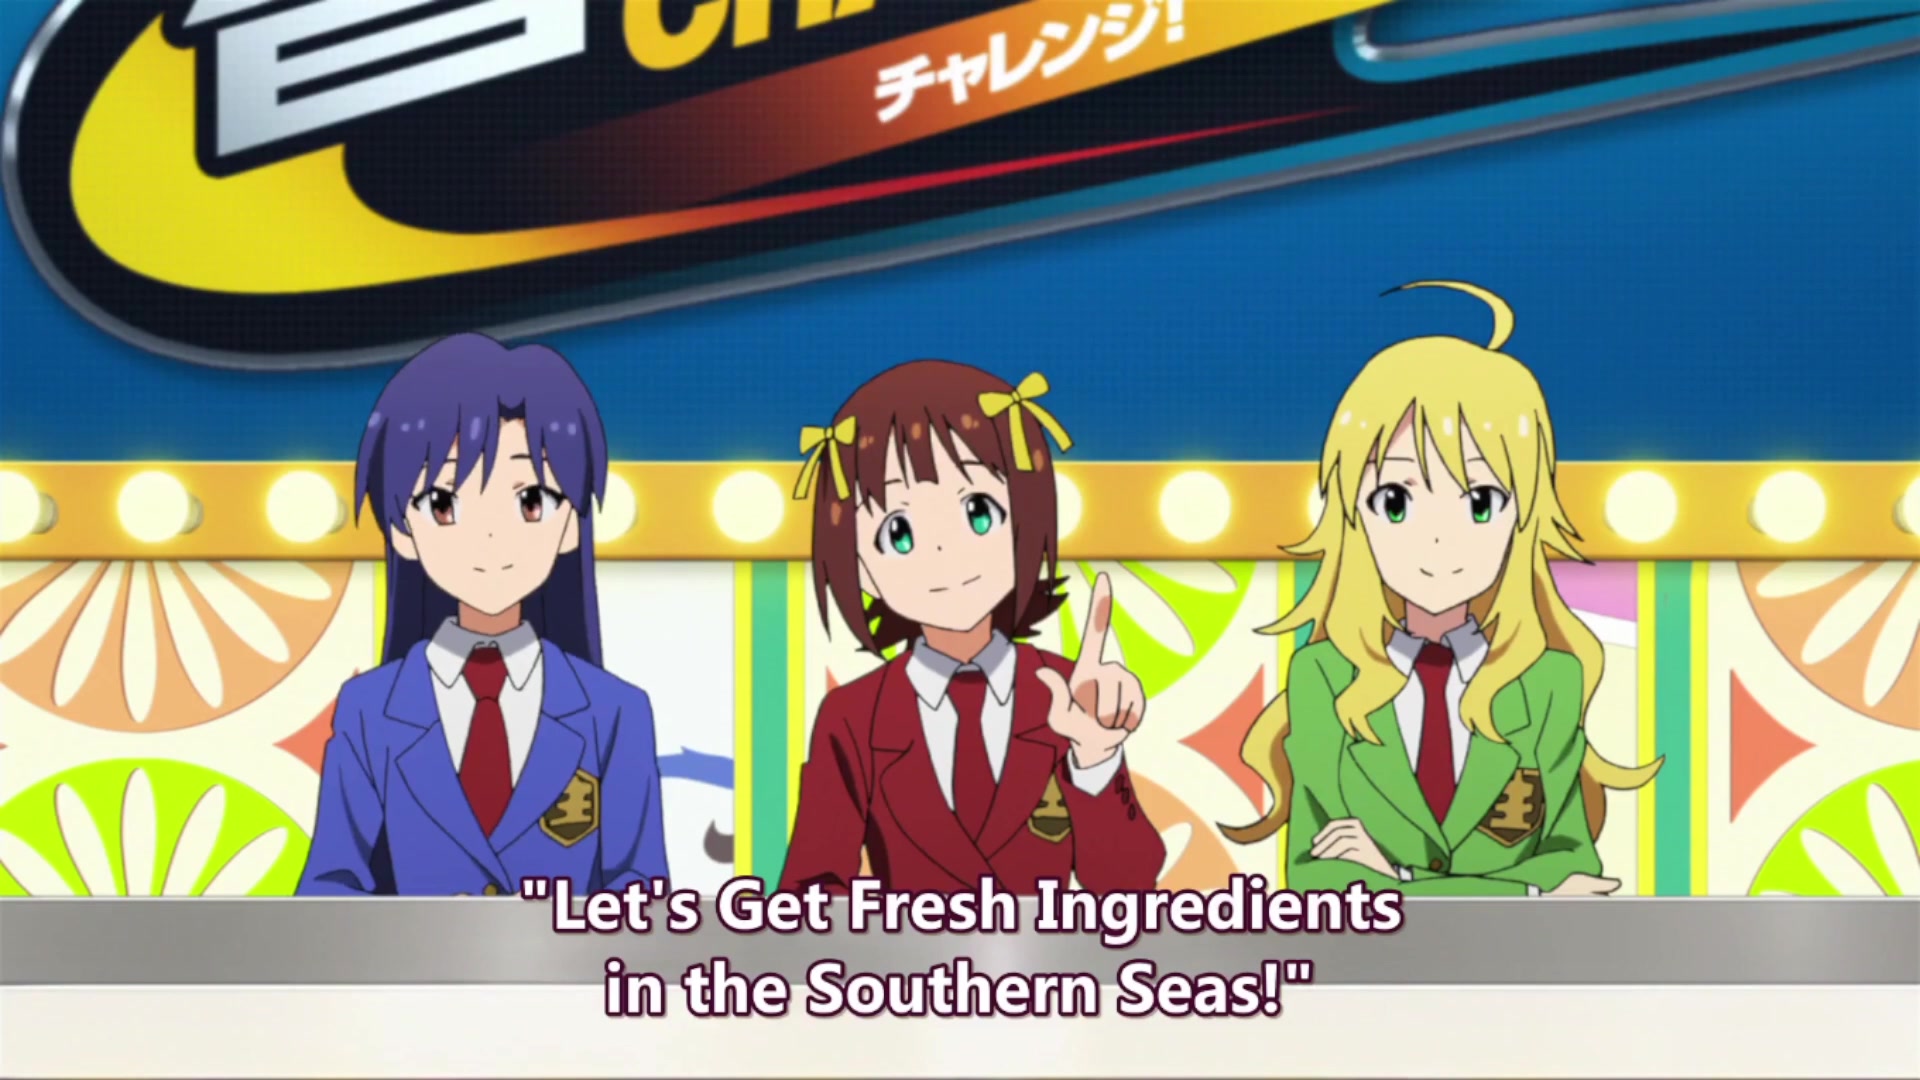 チャレンジ!
"Let's Get Fresh Ingredients
in the Southern Seas!"